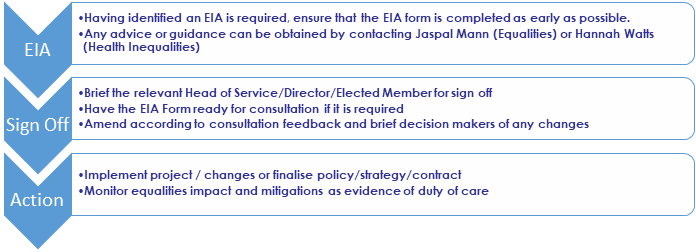 EIA
•Having identified an EIA is required, ensure that the EIA form is completed as early as possible.
•Any advice or guidance can be obtained by contacting Jaspal Mann (Equalities) or Hannah Watts
(Health Inequalities)
Sign Off
•Brief the relevant Head of Service/Director/Elected Member for sign off
•Have the EIA Form ready for consultation if it is required
•Amend according to consultation feedback and brief decision makers of any changes
Action
•Implement project / changes or finalise policy/strategy/contract
•Monitor equalities impact and mitigations as evidence of duty of care